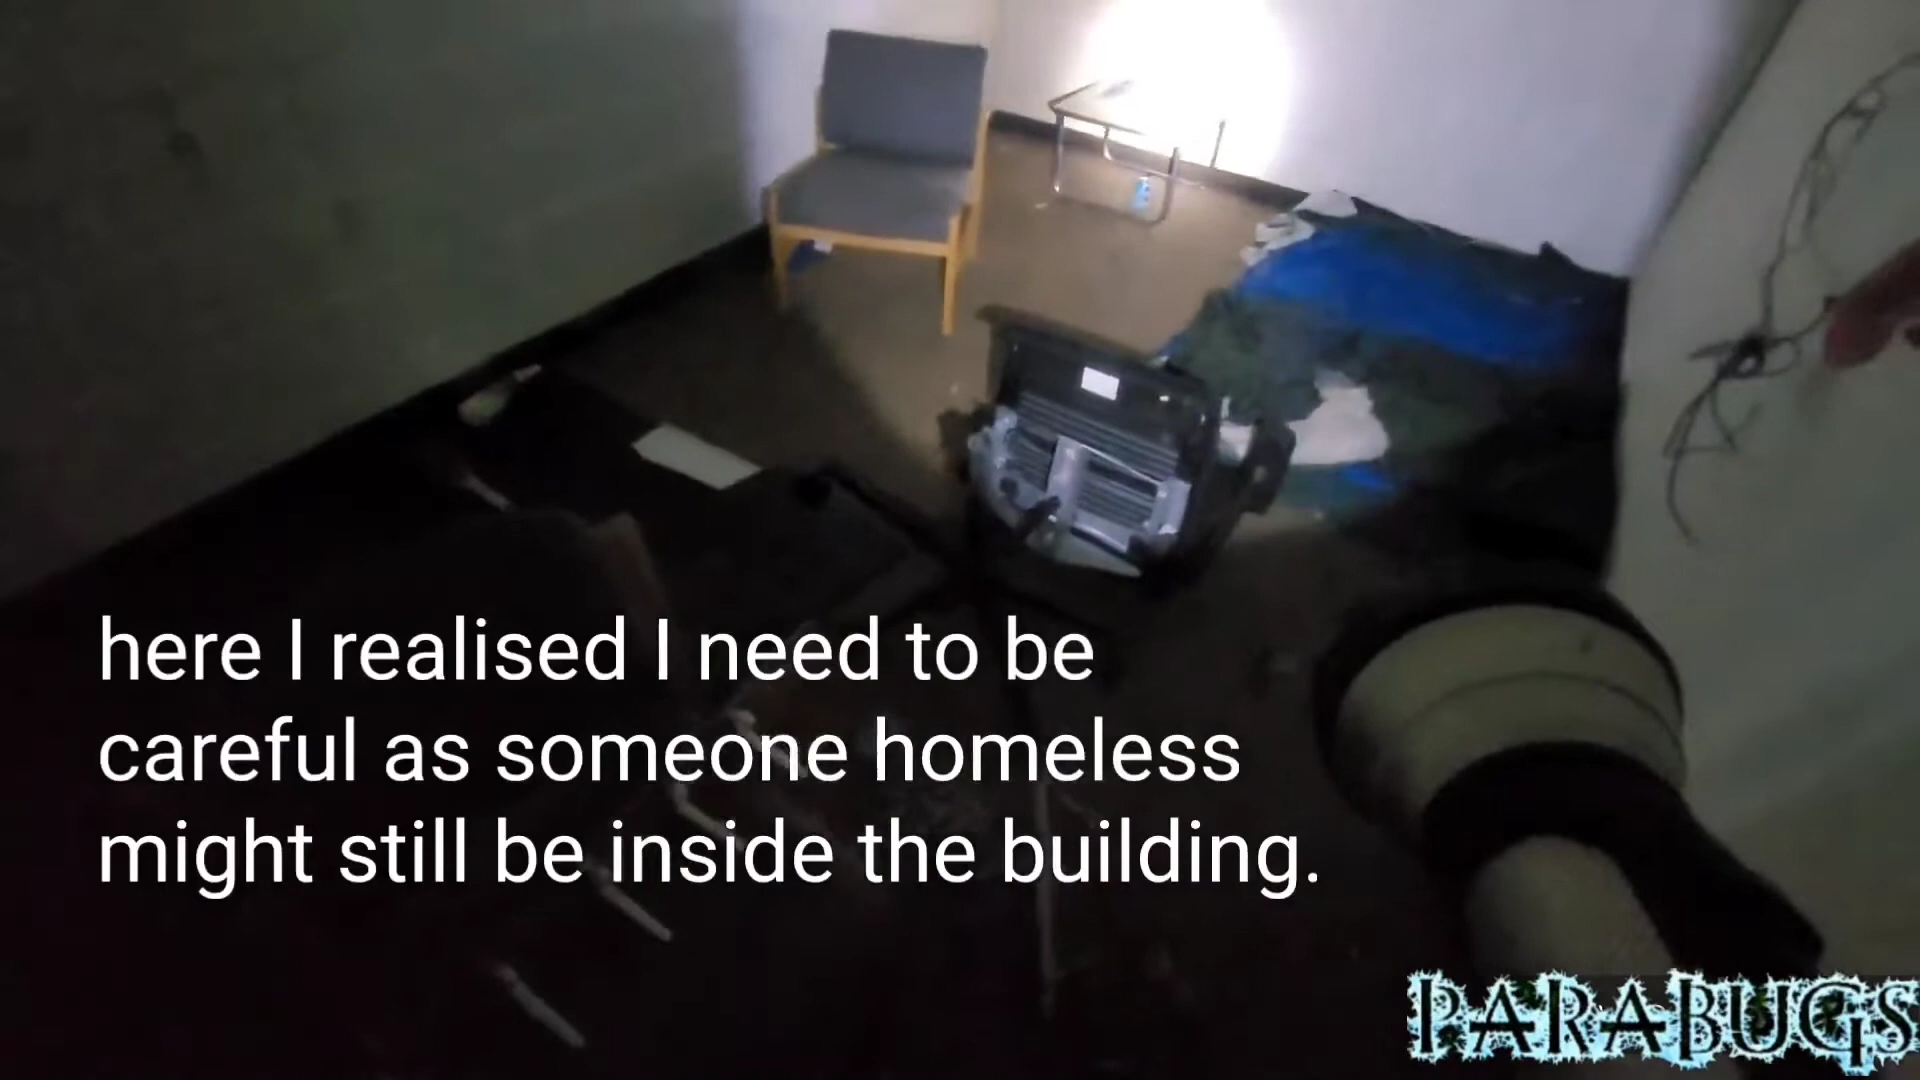 here I realised I need to be
careful as someone homeless
might still be inside the building.
PARABUGS